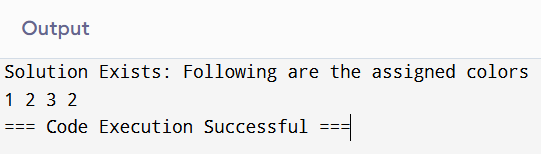 Output
Solution Exists: Following are the assigned colors
1 2 3 2
=== Code Execution Successful ===